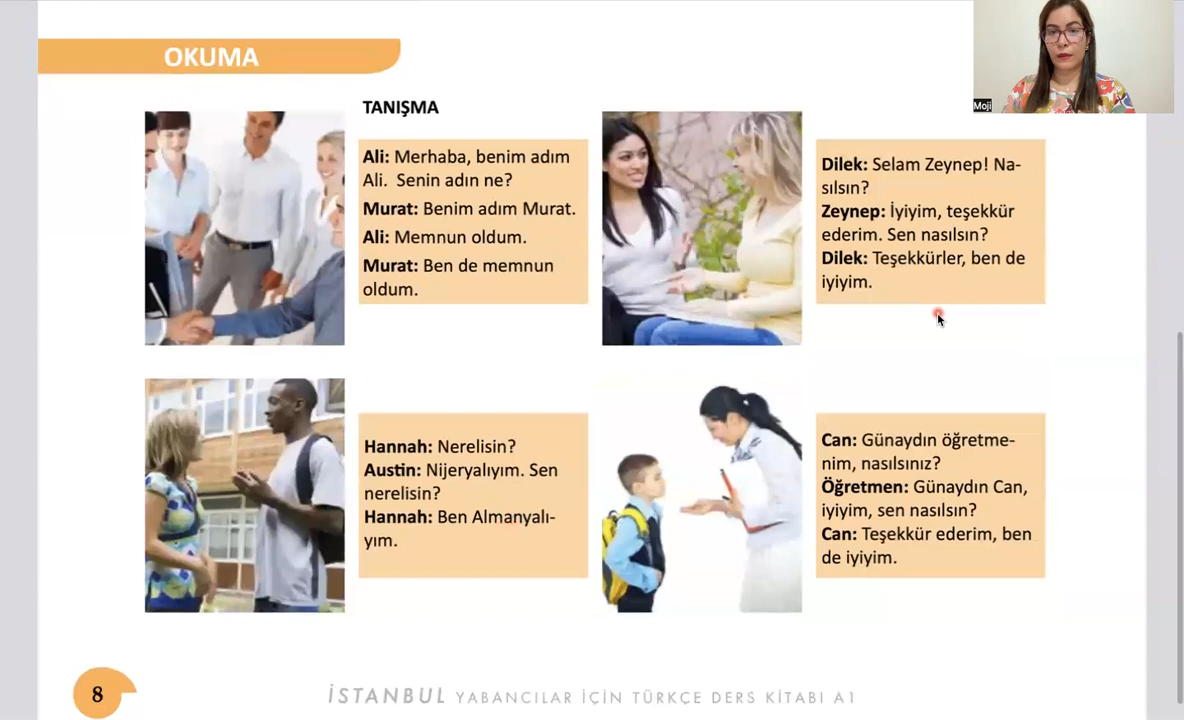 OKUMA
Moji
TANIŞMA
Ali: Merhaba, benim adım
Ali. Senin adın ne?
Murat: Benim adım Murat.
Ali: Memnun oldum.
Murat: Ben de memnun
oldum.
Dilek: Selam Zeynep! Na-
sılsın?
Zeynep: İyiyim, teşekkür
ederim. Sen nasılsın?
Dilek: Teşekkürler, ben de
iyiyim.
Hannah: Nerelisin?
Austin: Nijeryalıyım. Sen
nerelisin?
Hannah: Ben Almanyalı-
yım.
Can: Günaydın öğretme-
nim, nasılsınız?
Öğretmen: Günaydın Can,
iyiyim, sen nasılsın?
Can: Teşekkür ederim, ben
de iyiyim.
8
İSTANBUL YABANCILAR İÇİN TÜRKÇE DERS KİTABI A1